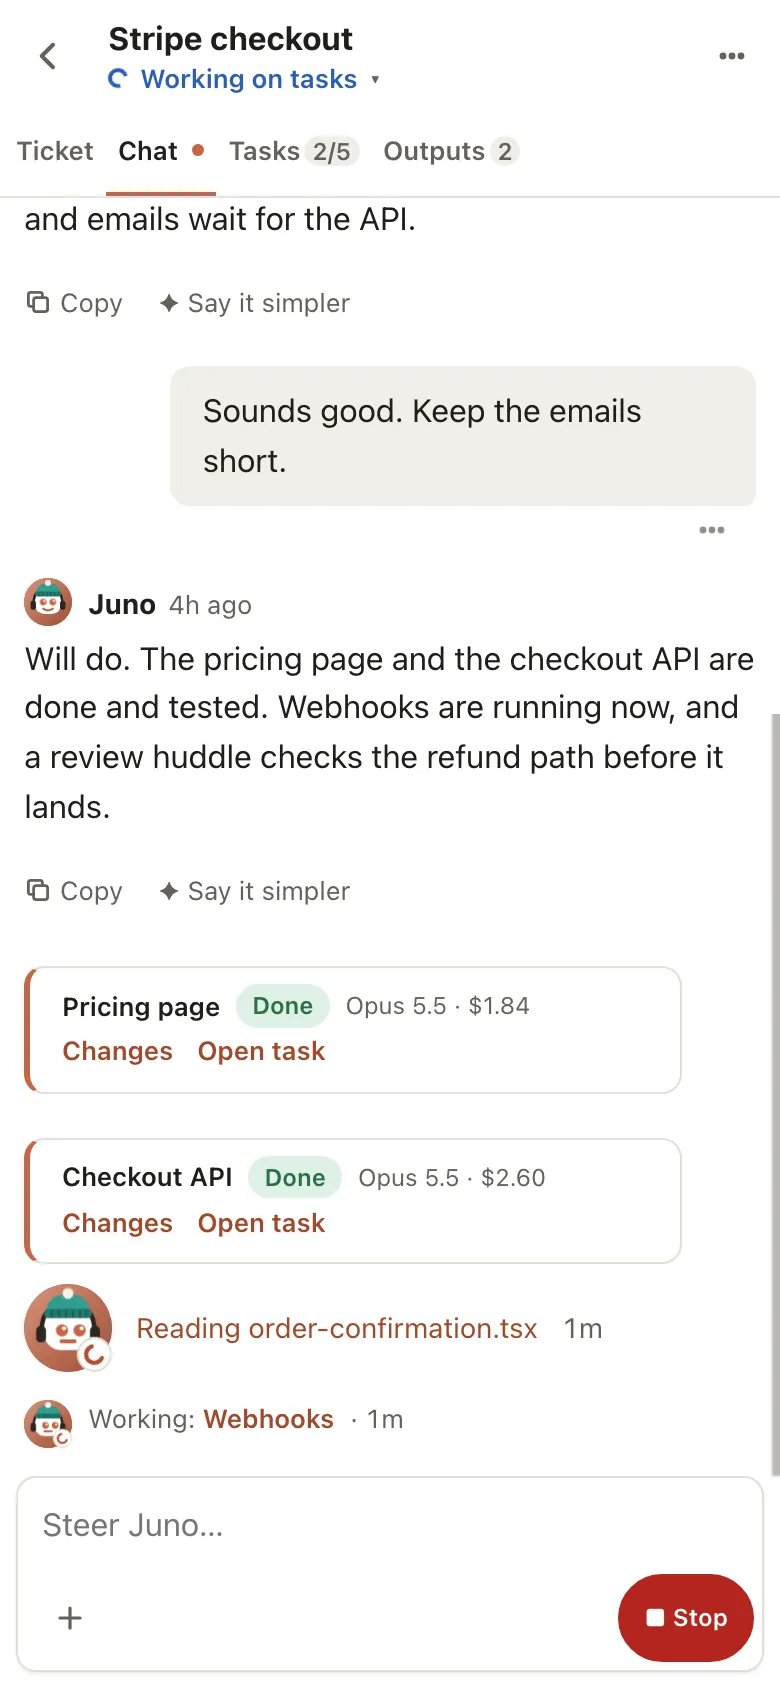 Stripe checkout
Working on tasks
Ticket Chat Tasks 2/5 Outputs 2
and emails wait for the API.
Copy Say it simpler
Sounds good. Keep the emails
short.
Juno 4h ago
Will do. The pricing page and the checkout API are
done and tested. Webhooks are running now, and
a review huddle checks the refund path before it
lands.
Copy Say it simpler
Pricing page Done Opus 5.5 · $1.84
Changes Open task
Checkout API Done Opus 5.5 · $2.60
Changes Open task
Reading order-confirmation.tsx 1m
Working: Webhooks · 1m
Steer Juno...
Stop